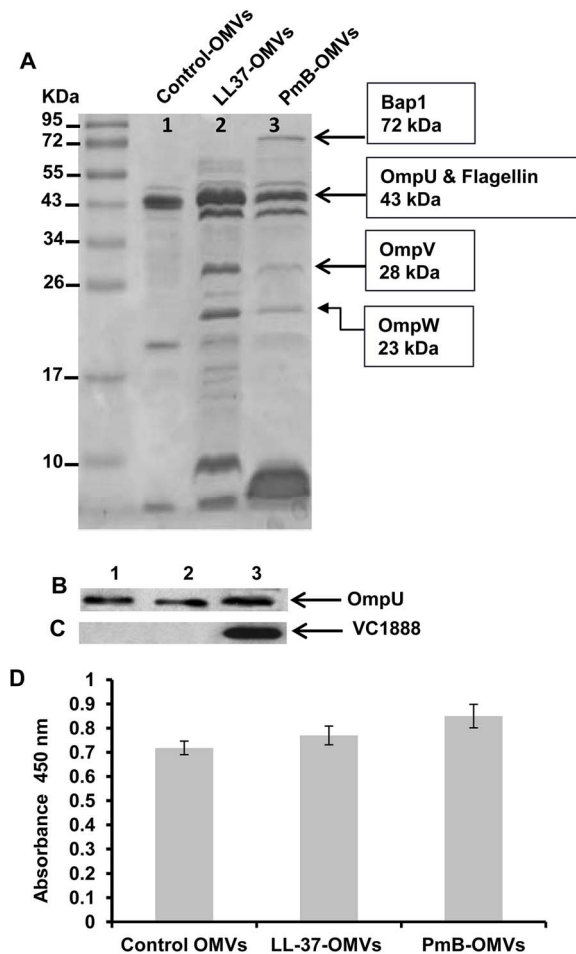 A
Control-OMVs
LL37-OMVs
PmB-OMVs
KDa
1 2 3
95
72
55
43
34
26
17
10
Bap1
72 kDa
OmpU & Flagellin
43 kDa
OmpV
28 kDa
OmpW
23 kDa
B
1 2 3
OmpU
C
VC1888
D
Absorbance 450 nm
1
0.9
0.8
0.7
0.6
0.5
0.4
0.3
0.2
0.1
0
Control OMVs LL-37-OMVs PmB-OMVs